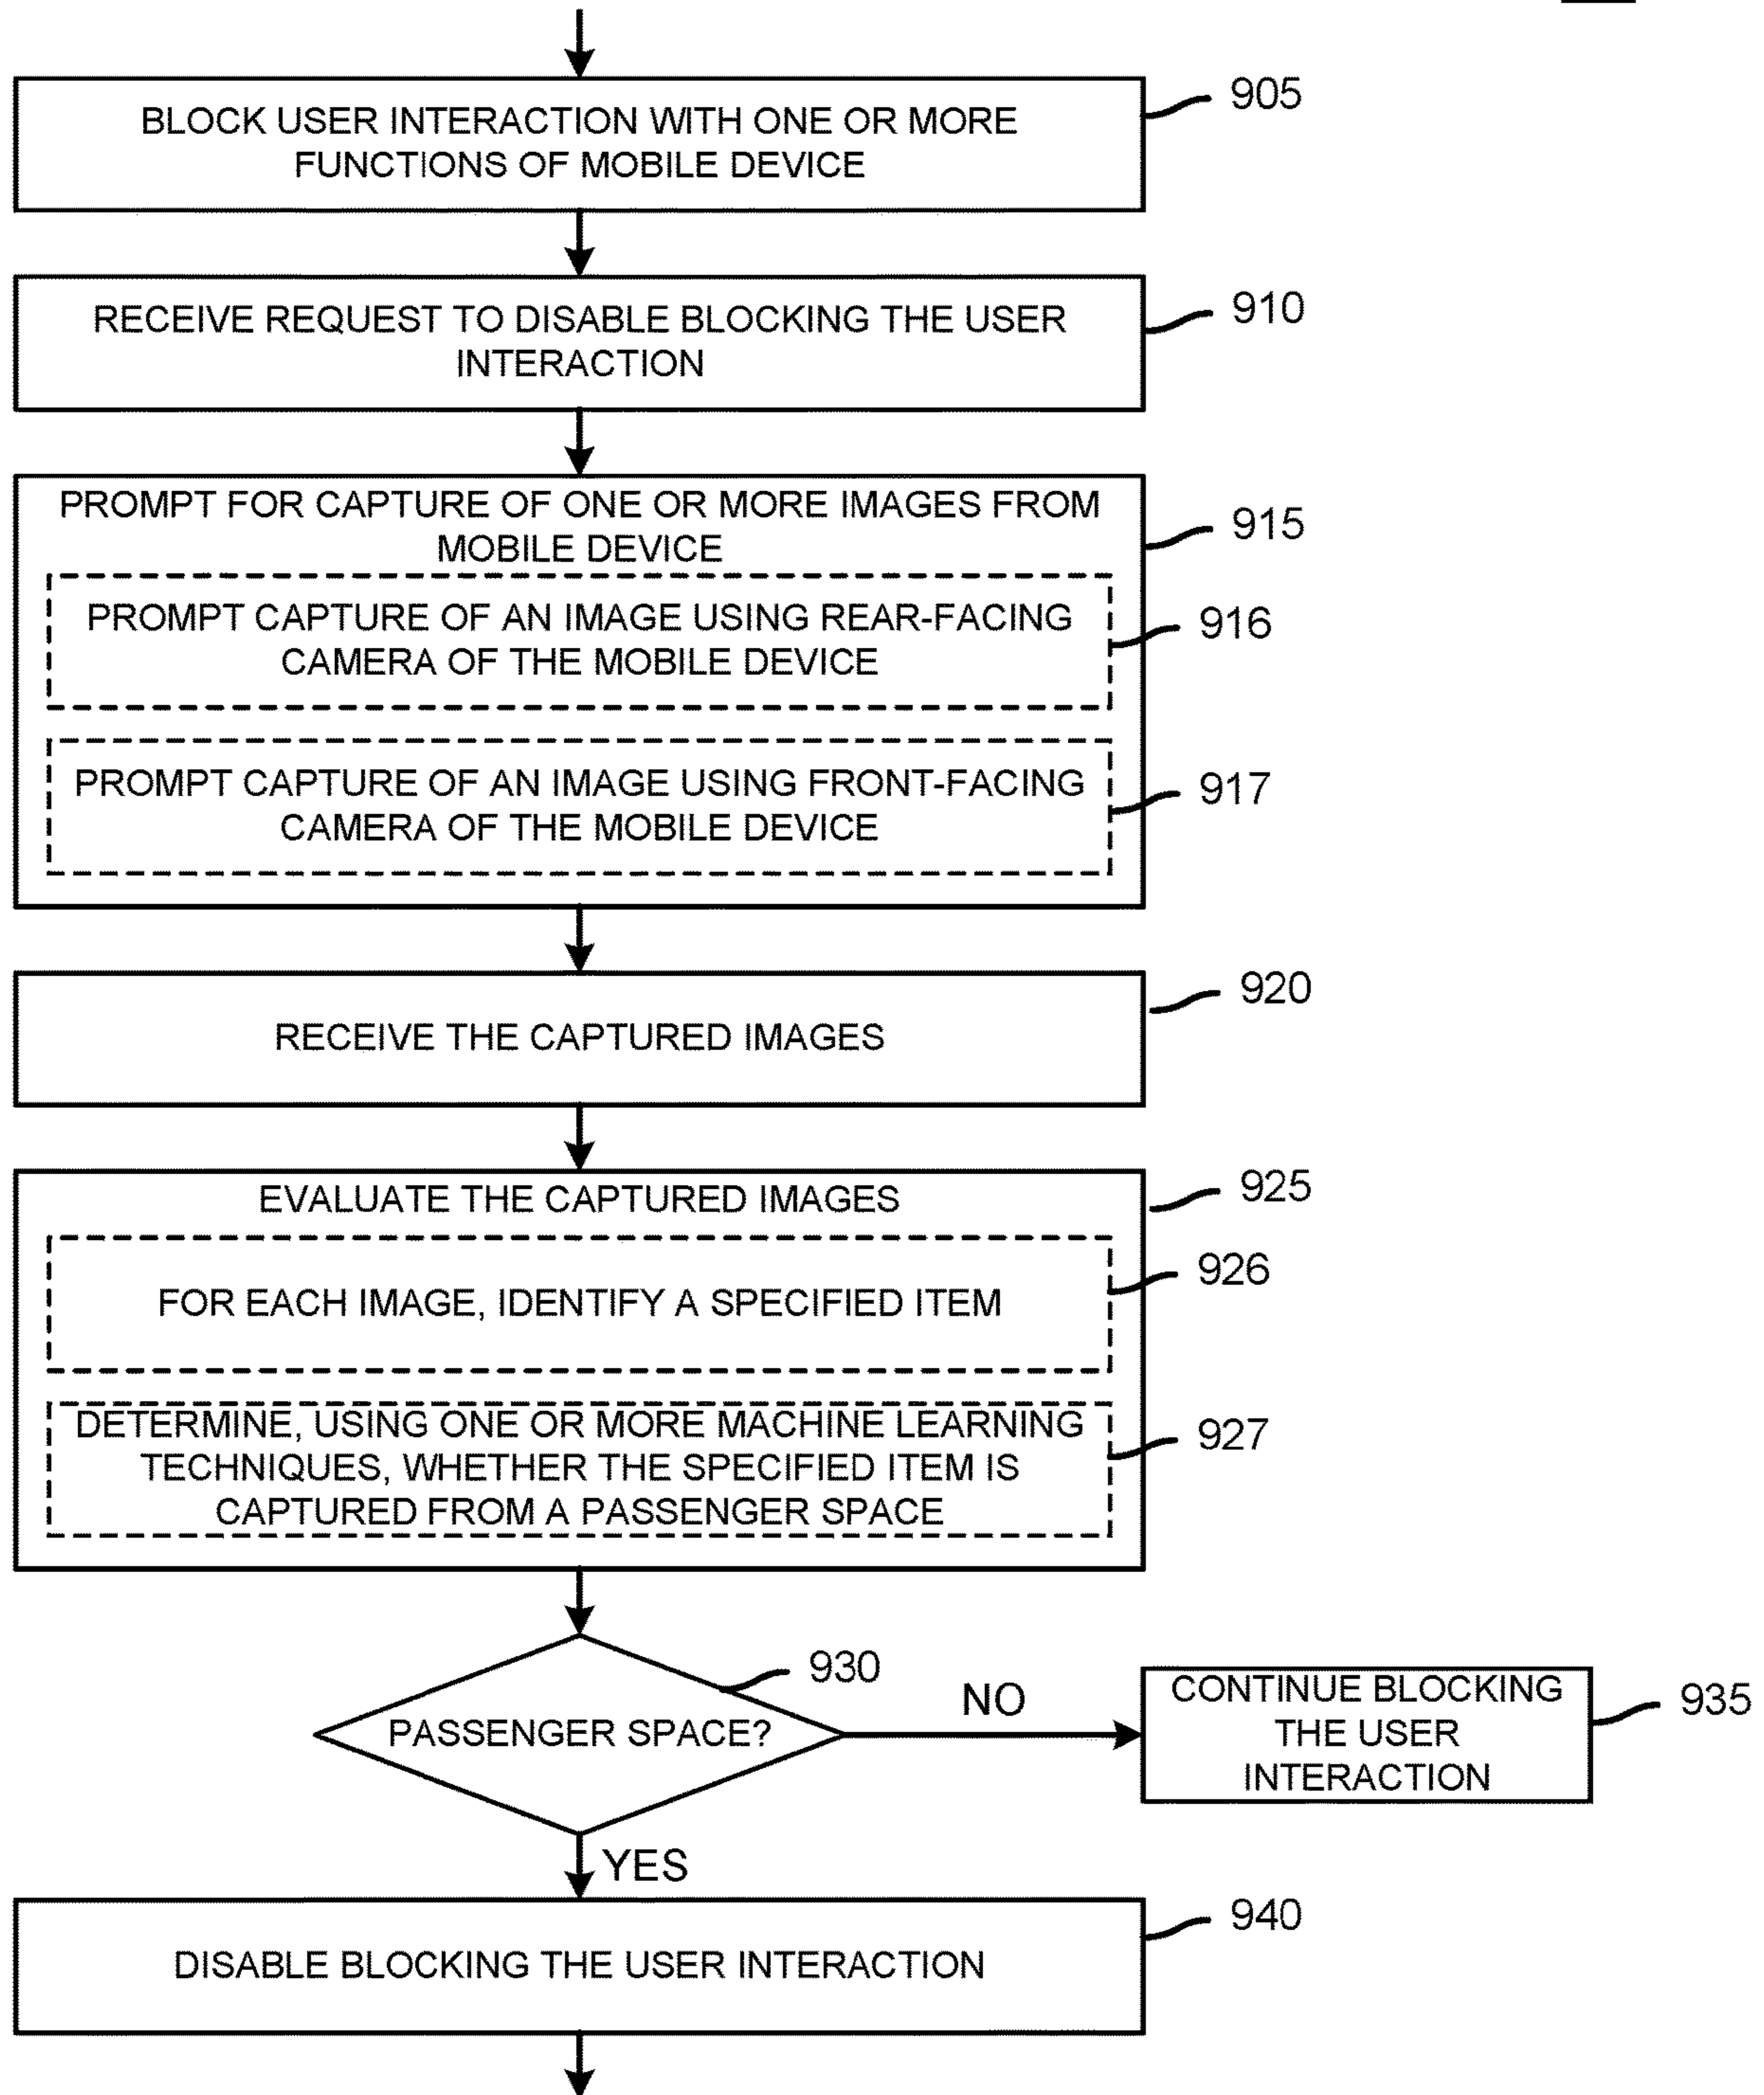 BLOCK USER INTERACTION WITH ONE OR MORE
FUNCTIONS OF MOBILE DEVICE
905
RECEIVE REQUEST TO DISABLE BLOCKING THE USER
INTERACTION
910
PROMPT FOR CAPTURE OF ONE OR MORE IMAGES FROM
MOBILE DEVICE
915
PROMPT CAPTURE OF AN IMAGE USING REAR-FACING
CAMERA OF THE MOBILE DEVICE
916
PROMPT CAPTURE OF AN IMAGE USING FRONT-FACING
CAMERA OF THE MOBILE DEVICE
917
RECEIVE THE CAPTURED IMAGES
920
EVALUATE THE CAPTURED IMAGES
925
FOR EACH IMAGE, IDENTIFY A SPECIFIED ITEM
926
DETERMINE, USING ONE OR MORE MACHINE LEARNING
TECHNIQUES, WHETHER THE SPECIFIED ITEM IS
CAPTURED FROM A PASSENGER SPACE
927
PASSENGER SPACE?
930
NO
CONTINUE BLOCKING
THE USER
INTERACTION
935
YES
DISABLE BLOCKING THE USER INTERACTION
940